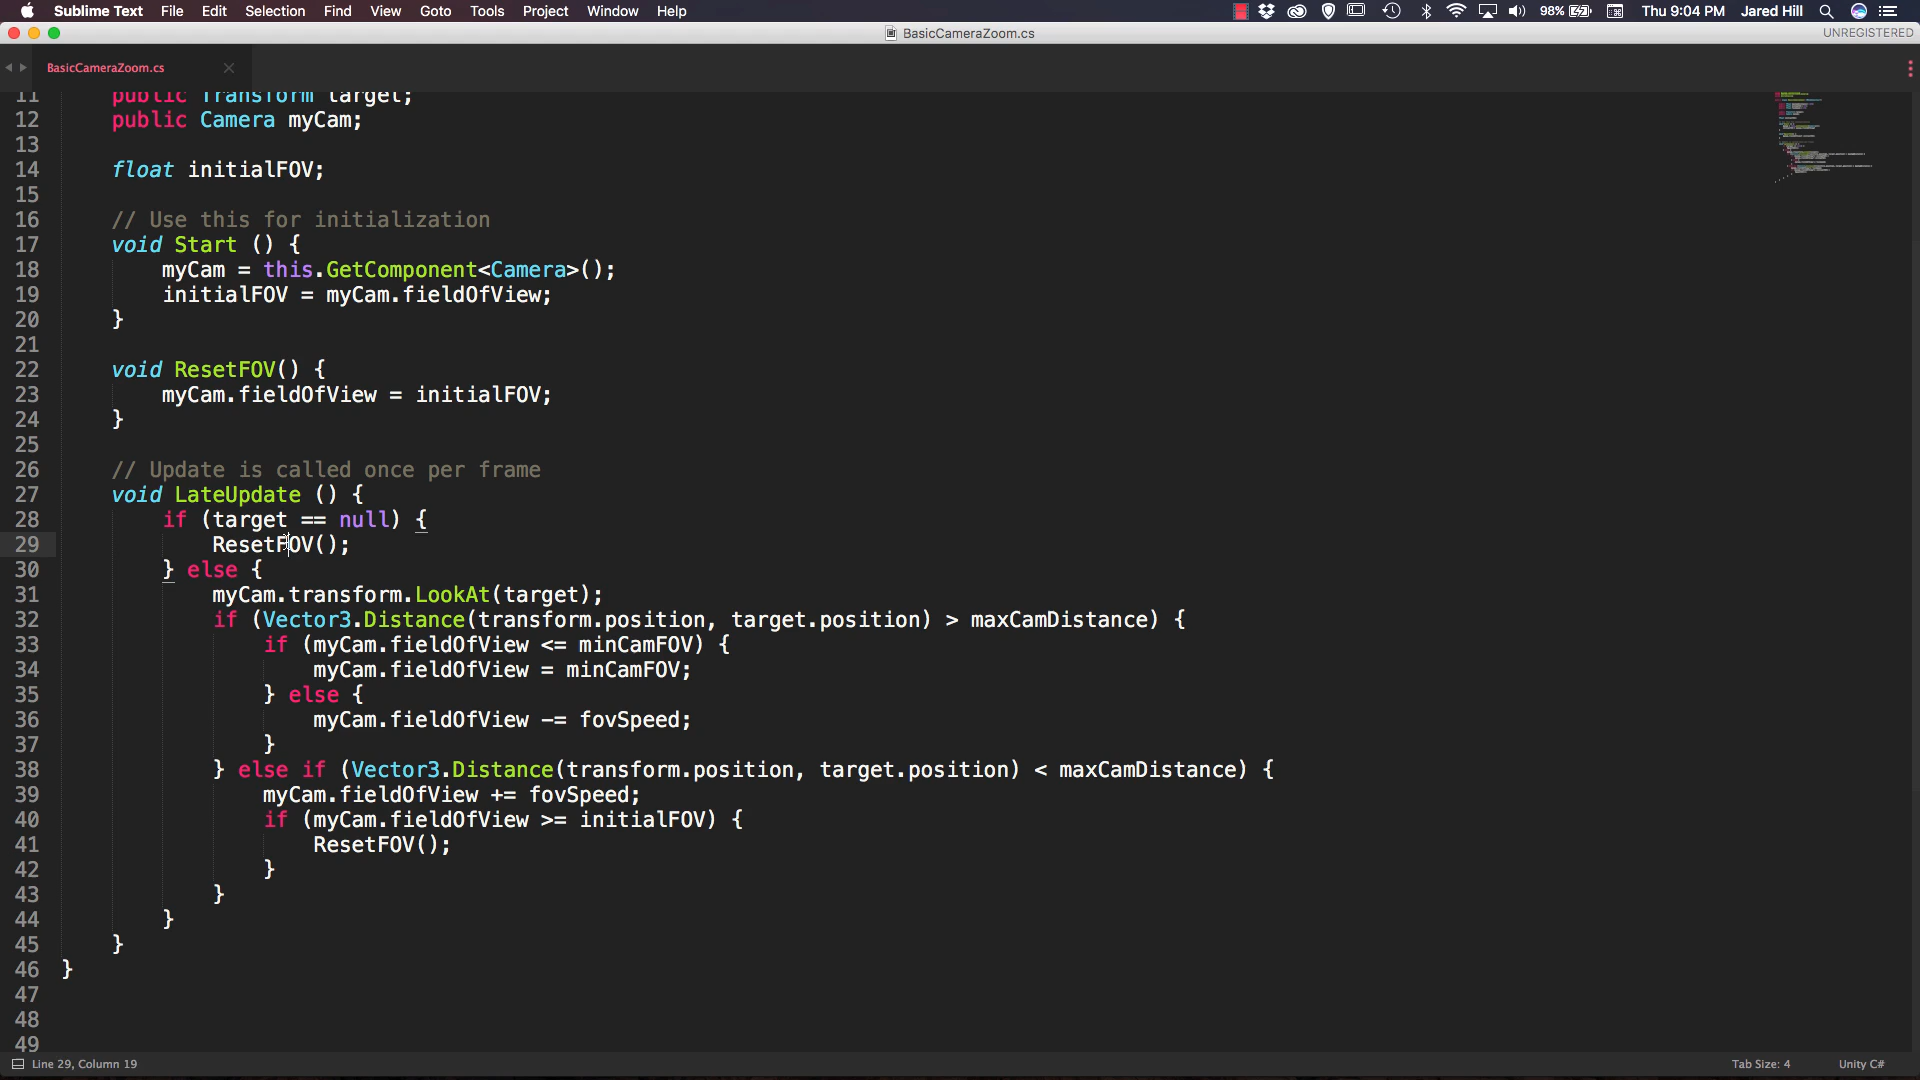 Sublime Text File Edit Selection Find View Goto Tools Project Window Help 98% Thu 9:04 PM Jared Hill
BasicCameraZoom.cs UNREGISTERED
BasicCameraZoom.cs
11 public Transform target;
12 public Camera myCam;
13
14 float initialFOV;
15
16 // Use this for initialization
17 void Start () {
18 myCam = this.GetComponent<Camera>();
19 initialFOV = myCam.fieldOfView;
20 }
21
22 void ResetFOV() {
23 myCam.fieldOfView = initialFOV;
24 }
25
26 // Update is called once per frame
27 void LateUpdate () {
28 if (target == null) {
29 ResetFOV();
30 } else {
31 myCam.transform.LookAt(target);
32 if (Vector3.Distance(transform.position, target.position) > maxCamDistance) {
33 if (myCam.fieldOfView <= minCamFOV) {
34 myCam.fieldOfView = minCamFOV;
35 } else {
36 myCam.fieldOfView -= fovSpeed;
37 }
38 } else if (Vector3.Distance(transform.position, target.position) < maxCamDistance) {
39 myCam.fieldOfView += fovSpeed;
40 if (myCam.fieldOfView >= initialFOV) {
41 ResetFOV();
42 }
43 }
44 }
45 }
46 }
47
48
49
Line 29, Column 19 Tab Size: 4 Unity C#